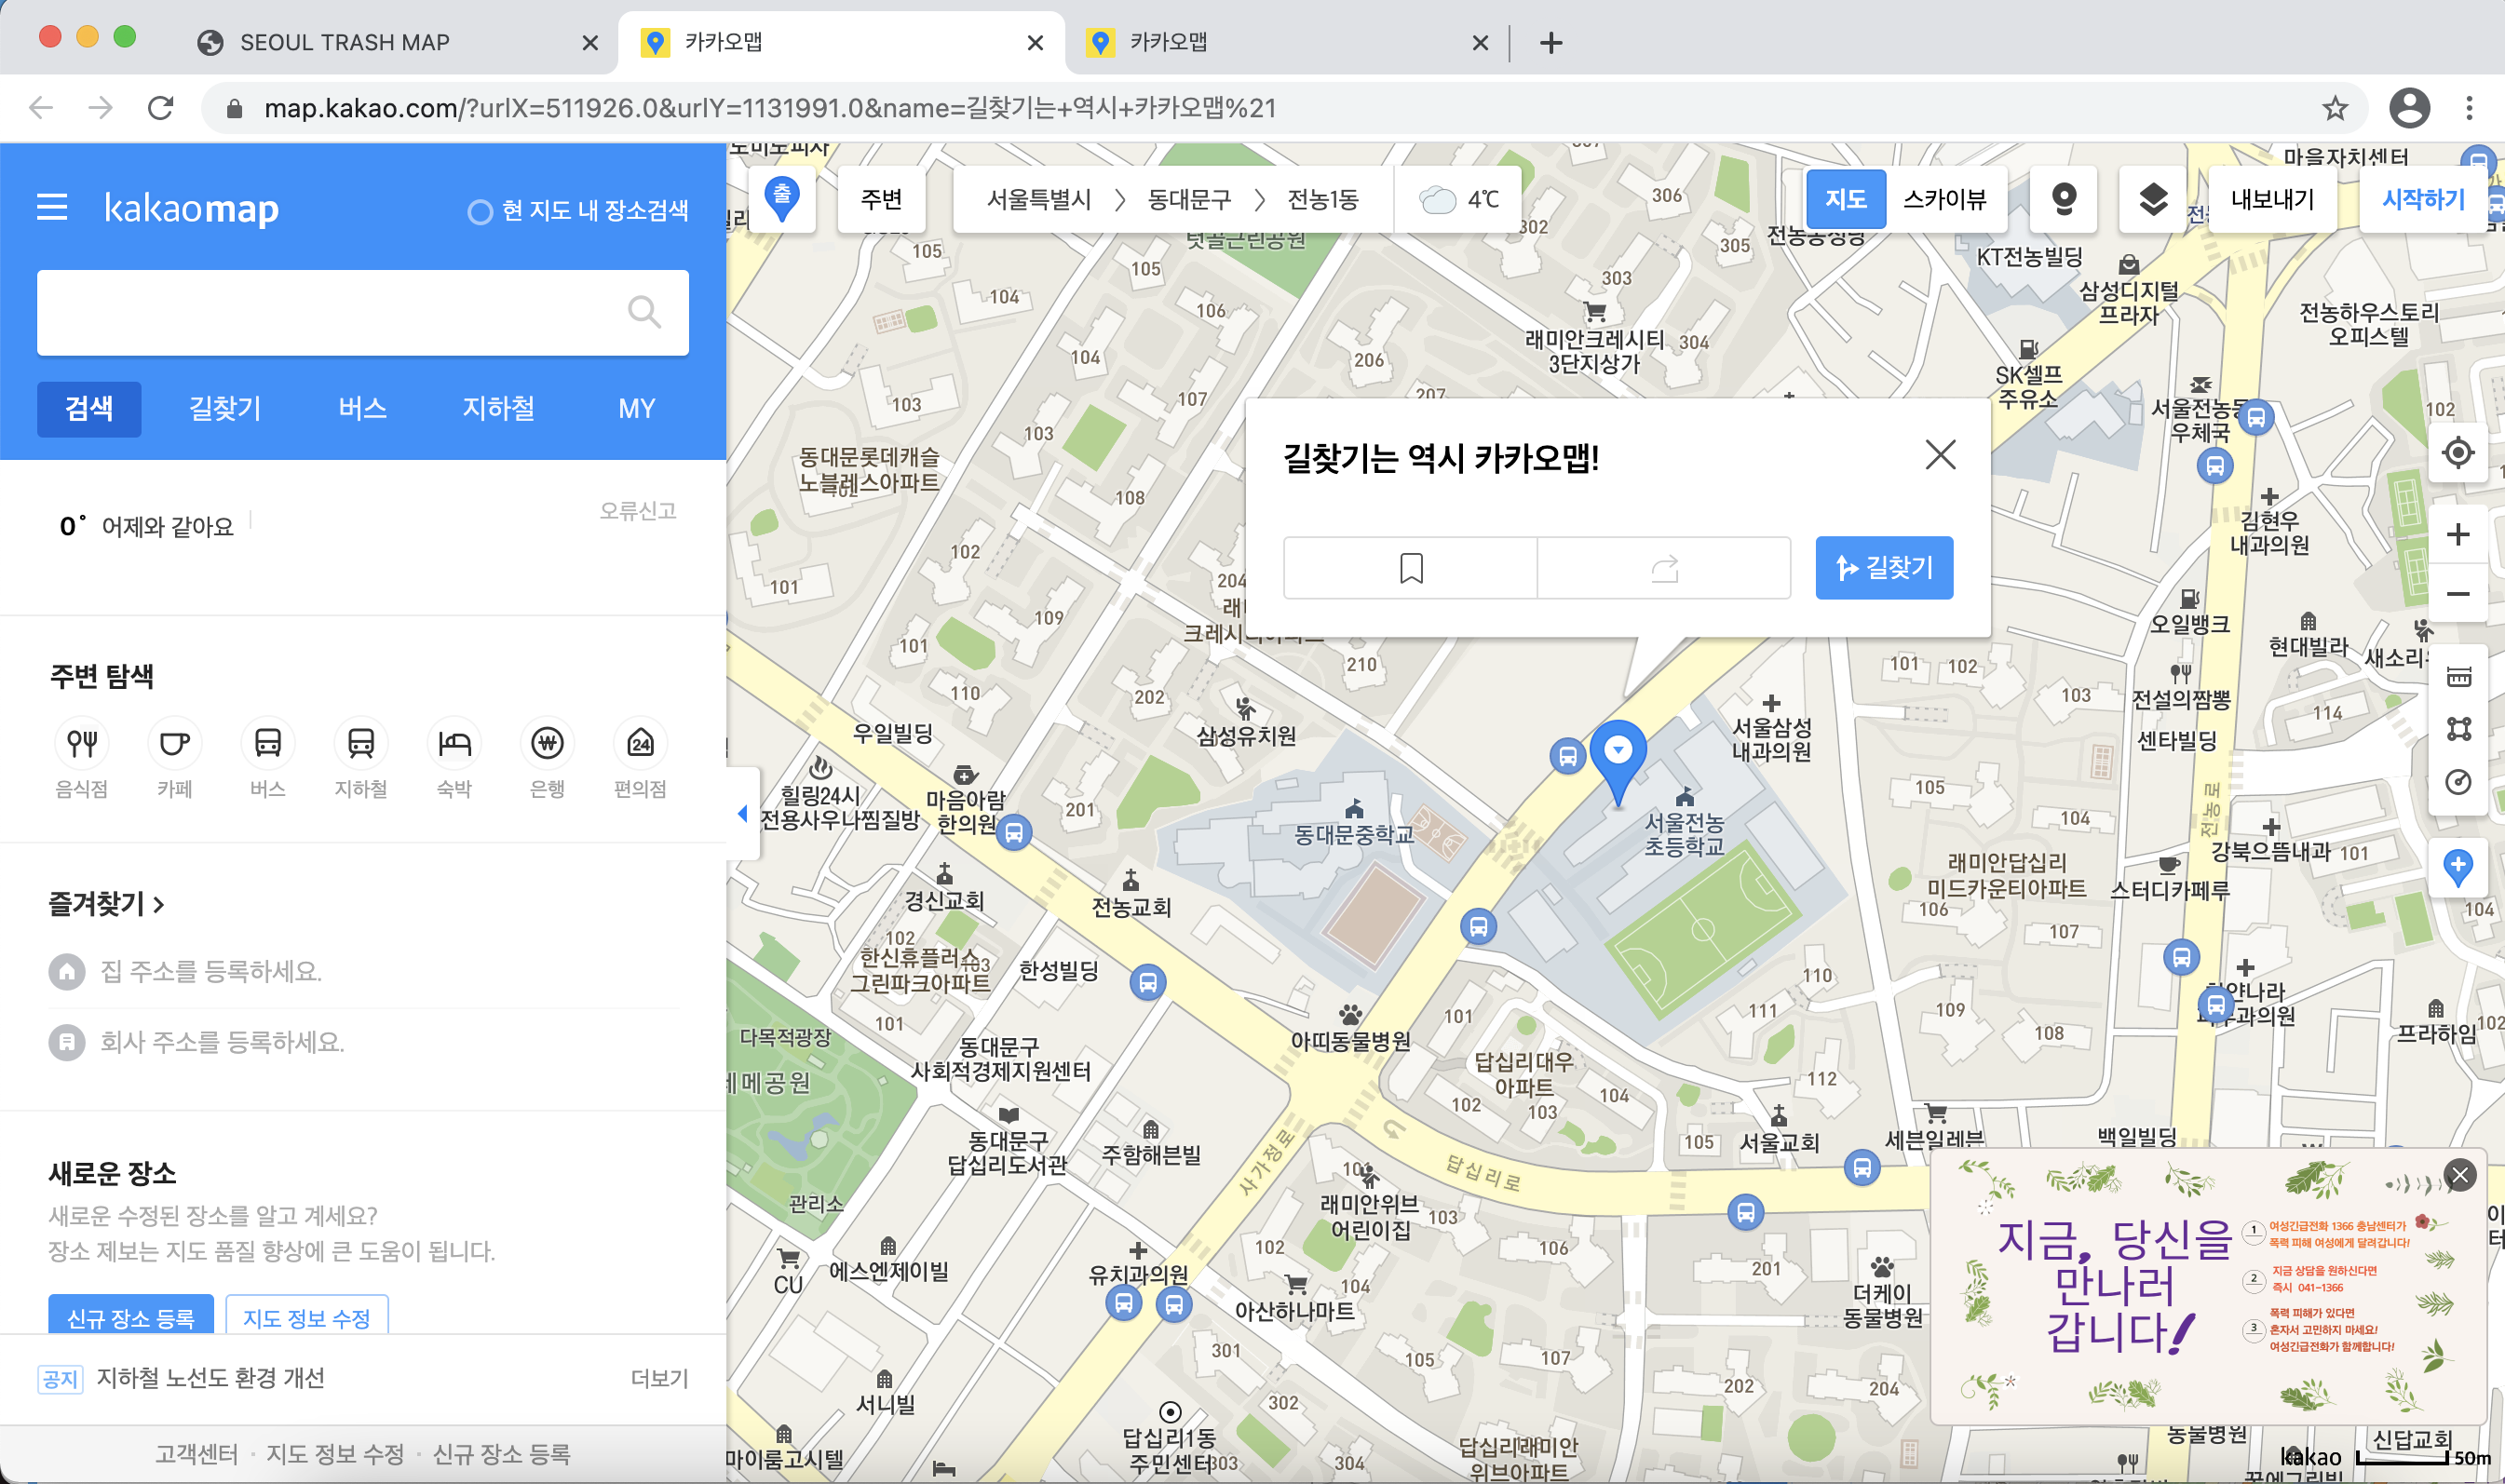 SEOUL TRASH MAP
카카오맵
카카오맵
map.kakao.com/?urlX=511926.0&urlY=1131991.0&name=길찾기는+역시+카카오맵%21
kakaomap
현 지도 내 장소검색
검색
길찾기
버스
지하철
MY
0˚ 어제와 같아요
오류신고
주변 탐색
음식점
카페
버스
지하철
숙박
은행
24
편의점
즐겨찾기
집 주소를 등록하세요.
회사 주소를 등록하세요.
새로운 장소
새로운 수정된 장소를 알고 계세요?
장소 제보는 지도 품질 향상에 큰 도움이 됩니다.
신규 장소 등록
지도 정보 수정
공지
지하철 노선도 환경 개선
더보기
고객센터 · 지도 정보 수정 · 신규 장소 등록
출
주변
서울특별시
동대문구
전농1동
4℃
지도
스카이뷰
내보내기
시작하기
마을자치센터
텃골근린공원
KT전농빌딩
삼성디지털
프라자
전농하우스토리
오피스텔
래미안크레시티
3단지상가
SK셀프
주유소
우체국
동대문롯데캐슬
노블레스아파트
길찾기는 역시 카카오맵!
길찾기
김현우
내과의원
오일뱅크
현대빌라
전설의짬뽕
센타빌딩
우일빌딩
삼성유치원
서울삼성
내과의원
힐링24시
전용사우나찜질방
마음아람
한의원
동대문중학교
서울전농
초등학교
전농로
강북으뜸내과
래미안답십리
미드카운티아파트
스터디카페루
경신교회
전농교회
한신휴플러스
그린파크아파트
한성빌딩
다목적광장
동대문구
사회적경제지원센터
아띠동물병원
답십리대우
아파트
프라하임
동대문구
답십리도서관
주함해븐빌
서울교회
세븐일레븐
백일빌딩
사가정로
답십리로
관리소
래미안위브
어린이집
CU
에스엔제이빌
유치과의원
아산하나마트
더케이
동물병원
서니빌
답십리1동
주민센터
마이룸고시텔
답십리래미안
위브아파트
동물병원
신답교회
지금, 당신을
만나러
갑니다!
1 여성긴급전화 1366 충남센터가
폭력 피해 여성에게 달려갑니다!
2 지금 상담을 원하신다면
즉시 041-1366
3 폭력 피해가 있다면
혼자서 고민하지 마세요!
여성긴급전화가 함께합니다!
kakao
50m